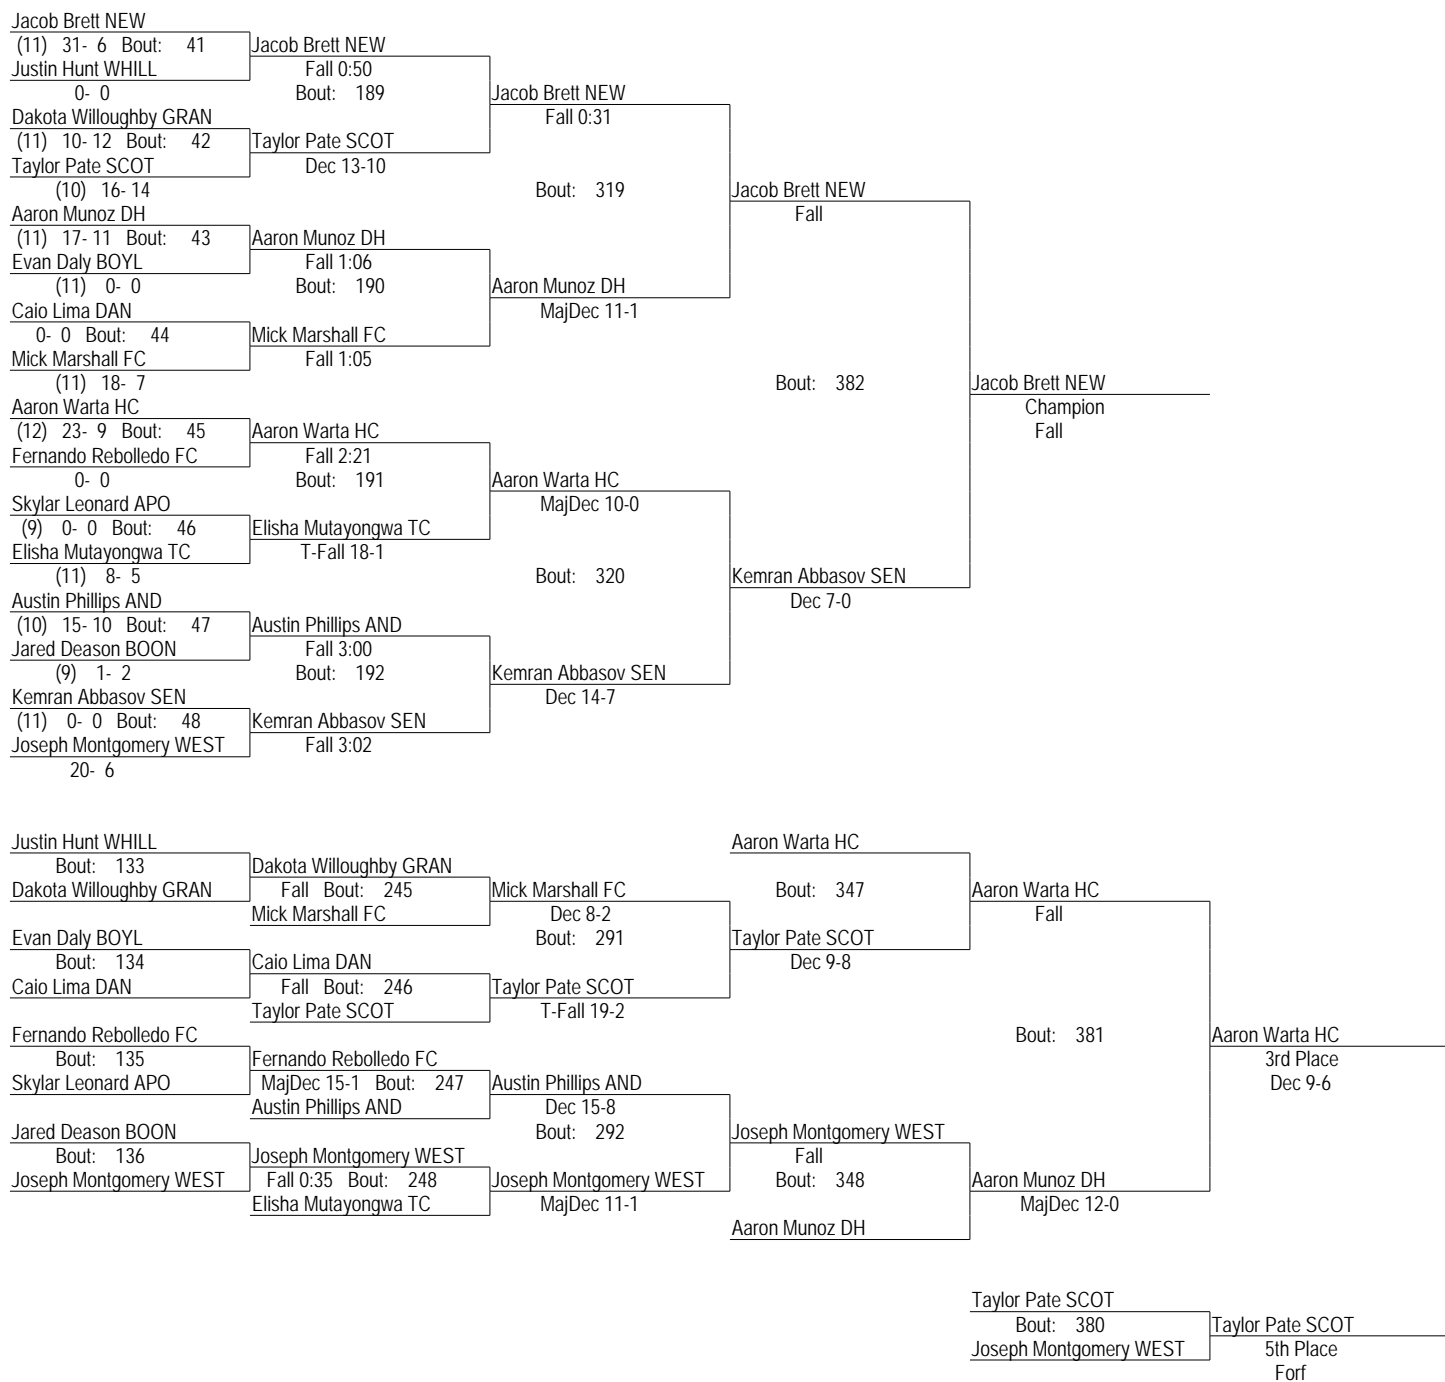 Jacob Brett NEW
(11) 31- 6 Bout: 41
Jacob Brett NEW
Justin Hunt WHILL
Fall 0:50
0- 0
Bout: 189
Jacob Brett NEW
Dakota Willoughby GRAN
Fall 0:31
(11) 10- 12 Bout: 42
Taylor Pate SCOT
Taylor Pate SCOT
Dec 13-10
(10) 16- 14
Bout: 319
Jacob Brett NEW
Aaron Munoz DH
Fall
(11) 17- 11 Bout: 43
Aaron Munoz DH
Evan Daly BOYL
Fall 1:06
(11) 0- 0
Bout: 190
Aaron Munoz DH
Caio Lima DAN
MajDec 11-1
0- 0 Bout: 44
Mick Marshall FC
Mick Marshall FC
Fall 1:05
(11) 18- 7
Bout: 382
Jacob Brett NEW
Aaron Warta HC
Champion
(12) 23- 9 Bout: 45
Aaron Warta HC
Fall
Fernando Rebolledo FC
Fall 2:21
0- 0
Bout: 191
Aaron Warta HC
Skylar Leonard APO
MajDec 10-0
(9) 0- 0 Bout: 46
Elisha Mutayongwa TC
Elisha Mutayongwa TC
T-Fall 18-1
(11) 8- 5
Bout: 320
Kemran Abbasov SEN
Austin Phillips AND
Dec 7-0
(10) 15- 10 Bout: 47
Austin Phillips AND
Jared Deason BOON
Fall 3:00
(9) 1- 2
Bout: 192
Kemran Abbasov SEN
Kemran Abbasov SEN
Dec 14-7
(11) 0- 0 Bout: 48
Kemran Abbasov SEN
Joseph Montgomery WEST
Fall 3:02
20- 6
Justin Hunt WHILL
Aaron Warta HC
Bout: 133
Dakota Willoughby GRAN
Dakota Willoughby GRAN
Fall Bout: 245
Mick Marshall FC
Bout: 347
Aaron Warta HC
Mick Marshall FC
Dec 8-2
Fall
Evan Daly BOYL
Bout: 291
Taylor Pate SCOT
Bout: 134
Caio Lima DAN
Dec 9-8
Caio Lima DAN
Fall Bout: 246
Taylor Pate SCOT
Taylor Pate SCOT
T-Fall 19-2
Fernando Rebolledo FC
Bout: 381
Aaron Warta HC
Bout: 135
Fernando Rebolledo FC
3rd Place
Skylar Leonard APO
MajDec 15-1 Bout: 247
Austin Phillips AND
Dec 9-6
Austin Phillips AND
Dec 15-8
Jared Deason BOON
Bout: 292
Joseph Montgomery WEST
Bout: 136
Joseph Montgomery WEST
Fall
Joseph Montgomery WEST
Fall 0:35 Bout: 248
Joseph Montgomery WEST
Bout: 348
Aaron Munoz DH
Elisha Mutayongwa TC
MajDec 11-1
MajDec 12-0
Aaron Munoz DH
Taylor Pate SCOT
Bout: 380
Taylor Pate SCOT
Joseph Montgomery WEST
5th Place
Forf